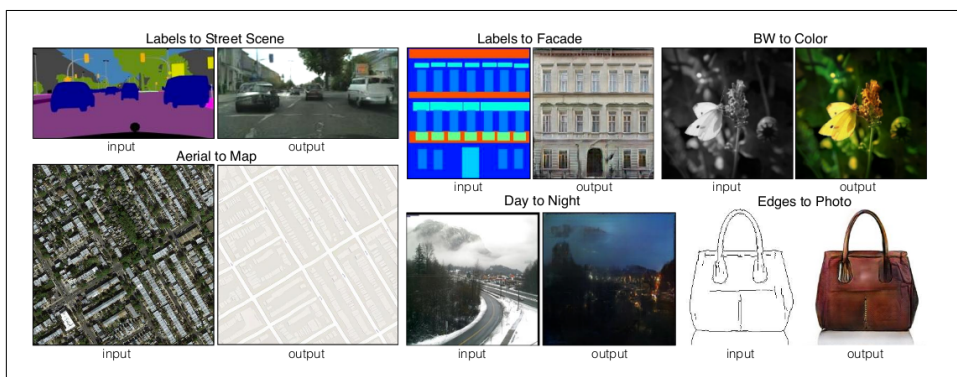 Labels to Street Scene
input
output
Aerial to Map
input
output
Labels to Facade
input
output
BW to Color
input
output
Day to Night
input
output
Edges to Photo
input
output